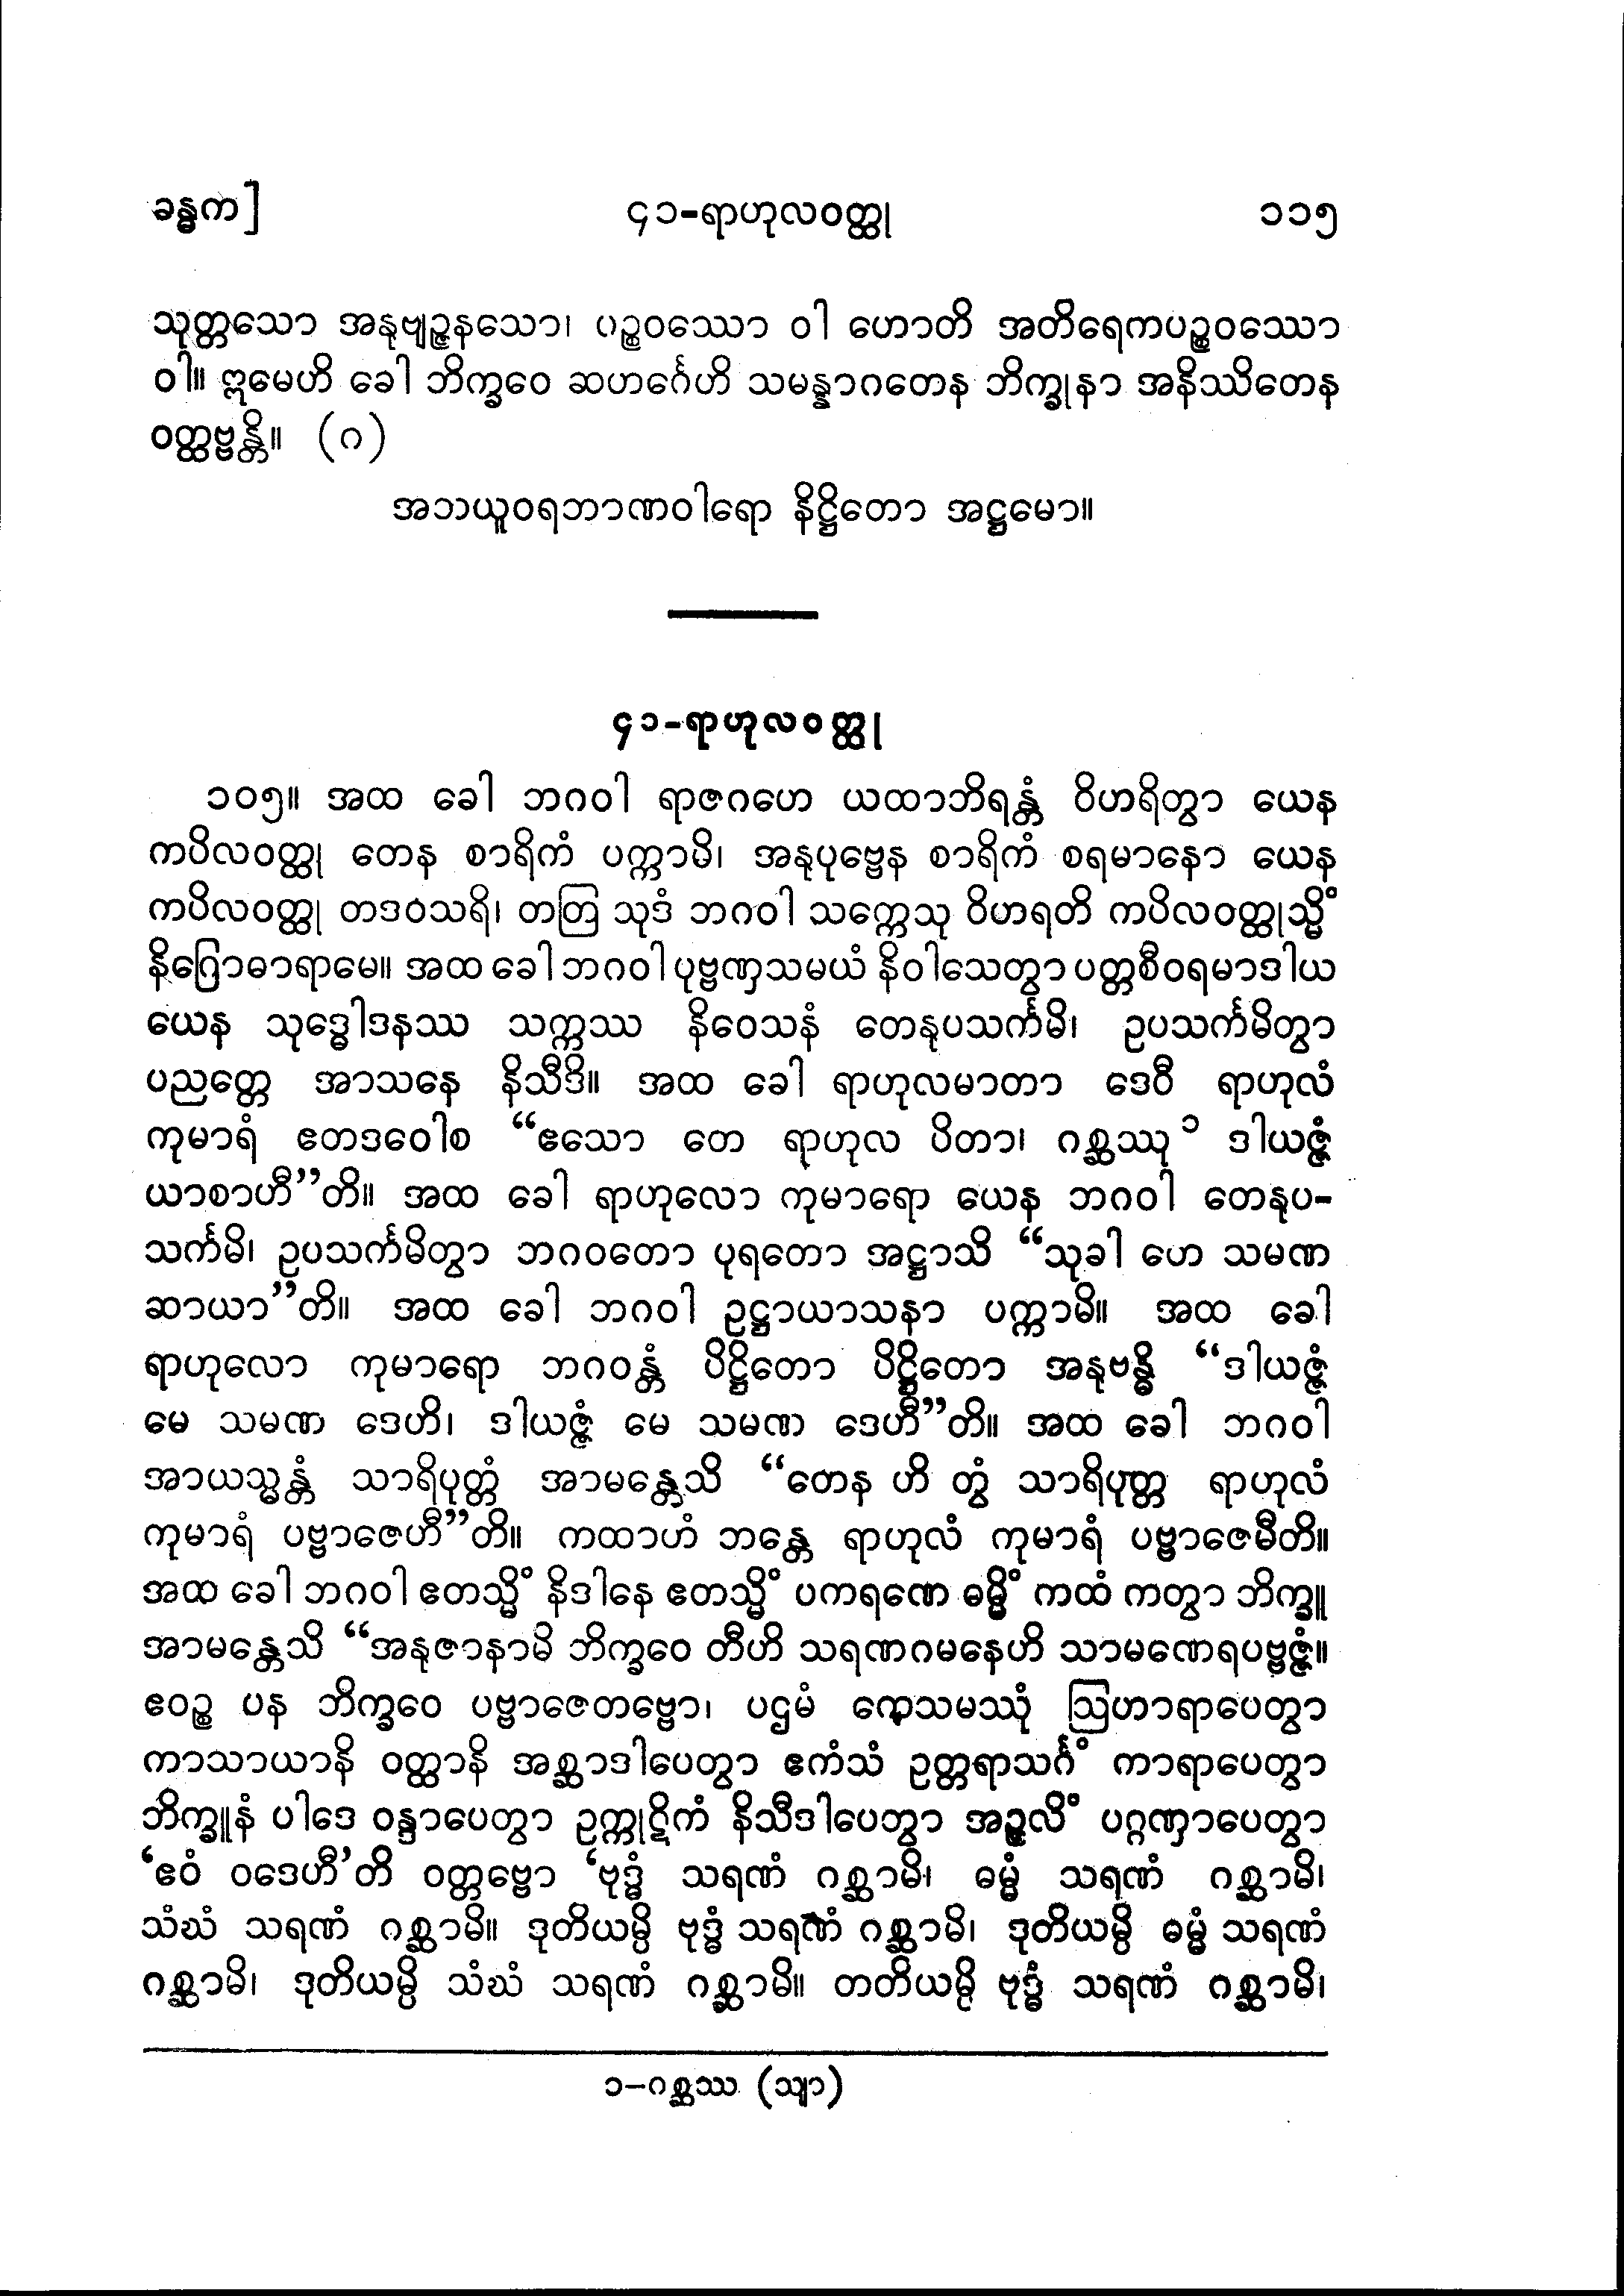 ခန္ဓက]
၄၁-ရာဟုလဝတ္ထု
၁၁၅
သုတ္တသော အနုဗျဉ္ဇနသော၊ ပဉ္စဝဿော ဝါ ဟောတိ အတိရေကပဉ္စဝဿော
ဝါ။ ဣမေဟိ ခေါ ဘိက္ခဝေ ဆဟင်္ဂေဟိ သမန္နာဂတေန ဘိက္ခုနာ အနိဿိတေန
ဝတ္ထဗ္ဗန္တိ။ (ဂ)
အဘယူဝရဘာဏဝါရော နိဋ္ဌိတော အဋ္ဌမော။
၄၁-ရာဟုလဝတ္ထု
၁၀၅။ အထ ခေါ ဘဂဝါ ရာဇဂဟေ ယထာဘိရန္တံ ဝိဟရိတွာ ယေန
ကပိလဝတ္ထု တေန စာရိကံ ပက္ကာမိ၊ အနုပုဗ္ဗေန စာရိကံ စရမာနော ယေန
ကပိလဝတ္ထု တဒဝသရိ၊ တတြ သုဒံ ဘဂဝါ သက္ကေသု ဝိဟရတိ ကပိလဝတ္ထုသ္မိံ
နိဂြောဓာရာမေ။ အထ ခေါ ဘဂဝါ ပုဗ္ဗဏှသမယံ နိဝါသေတွာ ပတ္တစီဝရမာဒါယ
ယေန သုဒ္ဓေါဒနဿ သက္ကဿ နိဝေသနံ တေနုပသင်္ကမိ၊ ဥပသင်္ကမိတွာ
ပညတ္တေ အာသနေ နိသီဒိ။ အထ ခေါ ရာဟုလမာတာ ဒေဝီ ရာဟုလံ
ကုမာရံ ဧတဒဝေါစ “ဧသော တေ ရာဟုလ ပိတာ၊ ဂစ္ဆဿု ၁ ဒါယဇ္ဇံ
ယာစာဟီ”တိ။ အထ ခေါ ရာဟုလော ကုမာရော ယေန ဘဂဝါ တေနုပ-
သင်္ကမိ၊ ဥပသင်္ကမိတွာ ဘဂဝတော ပုရတော အဋ္ဌာသိ “သုခါ ဟေ သမဏ
ဆာယာ”တိ။ အထ ခေါ ဘဂဝါ ဥဋ္ဌာယာသနာ ပက္ကာမိ။ အထ ခေါ
ရာဟုလော ကုမာရော ဘဂဝန္တံ ပိဋ္ဌိတော ပိဋ္ဌိတော အနုဗန္ဓိ “ဒါယဇ္ဇံ
မေ သမဏ ဒေဟိ၊ ဒါယဇ္ဇံ မေ သမဏ ဒေဟီ”တိ။ အထ ခေါ ဘဂဝါ
အာယသ္မန္တံ သာရိပုတ္တံ အာမန္တေသိ “တေန ဟိ တွံ သာရိပုတ္တ ရာဟုလံ
ကုမာရံ ပဗ္ဗာဇေဟီ”တိ။ ကထာဟံ ဘန္တေ ရာဟုလံ ကုမာရံ ပဗ္ဗာဇေမီတိ။
အထ ခေါ ဘဂဝါ ဧတသ္မိံ နိဒါနေ ဧတသ္မိံ ပကရဏေ ဓမ္မိံ ကထံ ကတွာ ဘိက္ခူ
အာမန္တေသိ “အနုဇာနာမိ ဘိက္ခဝေ တီဟိ သရဏဂမနေဟိ သာမဏေရပဗ္ဗဇ္ဇံ။
ဧဝဉ္စ ပန ဘိက္ခဝေ ပဗ္ဗာဇေတဗ္ဗော၊ ပဌမံ ကေသမဿုံ ဩဟာရာပေတွာ
ကာသာယာနိ ဝတ္ထာနိ အစ္ဆာဒါပေတွာ ဧကံသံ ဥတ္တရာသင်္ဂံ ကာရာပေတွာ
ဘိက္ခူနံ ပါဒေ ဝန္ဒာပေတွာ ဥက္ကုဋိကံ နိသီဒါပေတွာ အဉ္ဇလိံ ပဂ္ဂဏှာပေတွာ
‘ဧဝံ ဝဒေဟီ’တိ ဝတ္တဗ္ဗော ‘ဗုဒ္ဓံ သရဏံ ဂစ္ဆာမိ၊ ဓမ္မံ သရဏံ ဂစ္ဆာမိ၊
သံဃံ သရဏံ ဂစ္ဆာမိ။ ဒုတိယမ္ပိ ဗုဒ္ဓံ သရဏံ ဂစ္ဆာမိ၊ ဒုတိယမ္ပိ ဓမ္မံ သရဏံ
ဂစ္ဆာမိ၊ ဒုတိယမ္ပိ သံဃံ သရဏံ ဂစ္ဆာမိ။ တတိယမ္ပိ ဗုဒ္ဓံ သရဏံ ဂစ္ဆာမိ၊
၁-ဂစ္ဆဿ (သျာ)